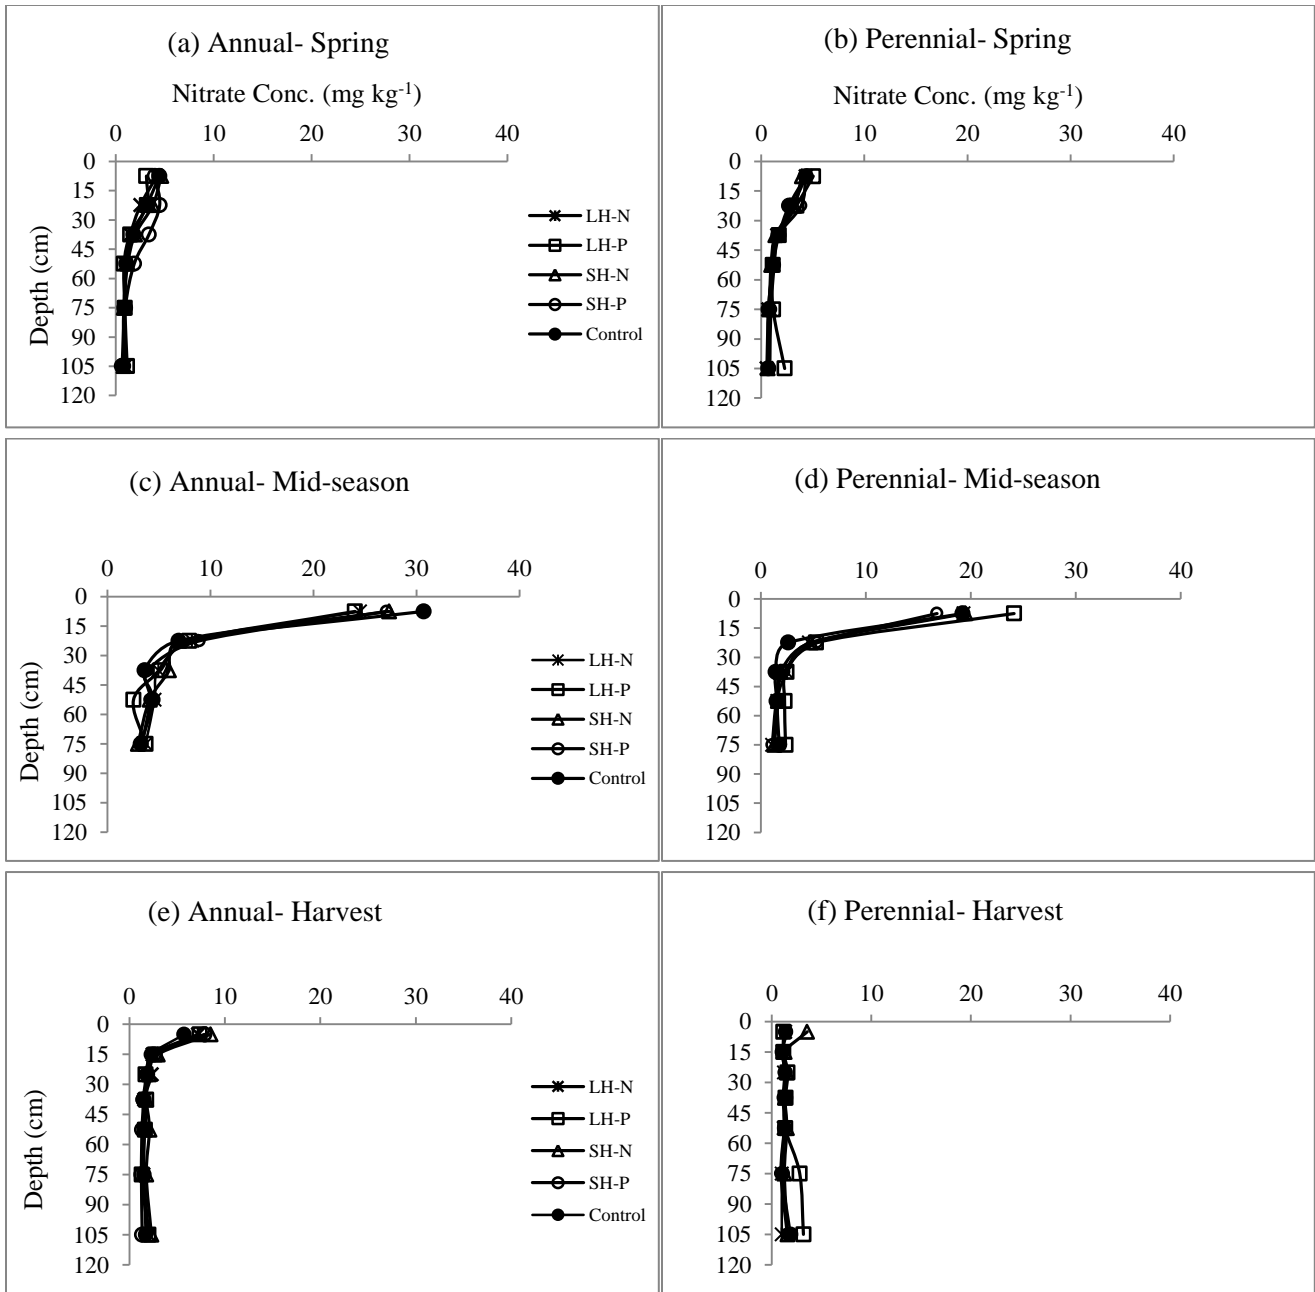 (a) Annual- Spring
Nitrate Conc. (mg kg-1)
0 10 20 30 40
0
15
30
45
60
75
90
105
120
Depth (cm)
LH-N
LH-P
SH-N
SH-P
Control
(b) Perennial- Spring
Nitrate Conc. (mg kg-1)
0 10 20 30 40
0
15
30
45
60
75
90
105
120
(c) Annual- Mid-season
0 10 20 30 40
0
15
30
45
60
75
90
105
120
Depth (cm)
LH-N
LH-P
SH-N
SH-P
Control
(d) Perennial- Mid-season
0 10 20 30 40
0
15
30
45
60
75
90
105
120
(e) Annual- Harvest
0 10 20 30 40
0
15
30
45
60
75
90
105
120
Depth (cm)
LH-N
LH-P
SH-N
SH-P
Control
(f) Perennial- Harvest
0 10 20 30 40
0
15
30
45
60
75
90
105
120